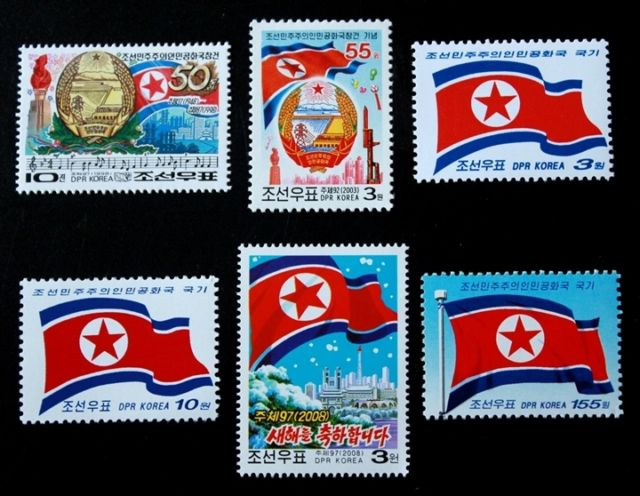 조선민주주의인민공화국창건
50
10전
DPR KOREA
조선우표
조선민주주의인민공화국창건 기념
55
조선우표
주체92(2003)
DPR KOREA
3원
조선민주주의인민공화국 국기
조선우표
DPR KOREA
3원
조선민주주의인민공화국 국기
조선우표
DPR KOREA
10원
주체97(2008)
새해를 축하합니다
조선우표
주체97(2008)
DPR KOREA
3원
조선민주주의인민공화국 국기
조선우표
DPR KOREA
155원